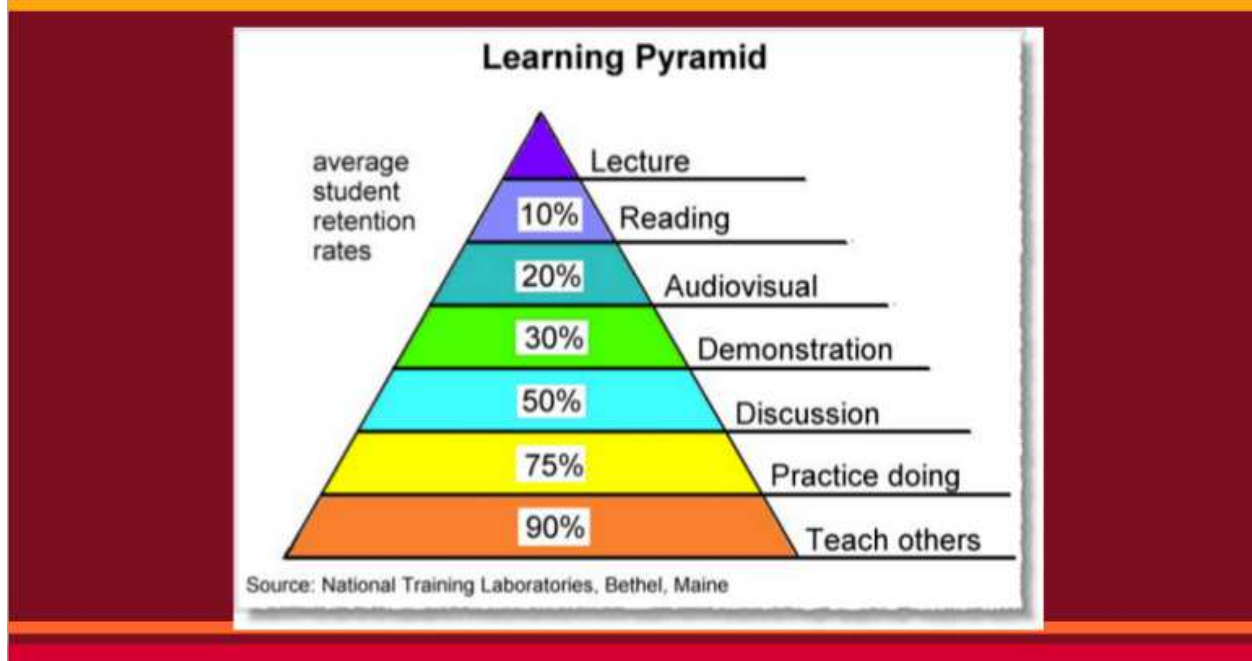 Learning Pyramid
average
student
retention
rates
Lecture
10% Reading
20% Audiovisual
30% Demonstration
50% Discussion
75% Practice doing
90% Teach others
Source: National Training Laboratories, Bethel, Maine